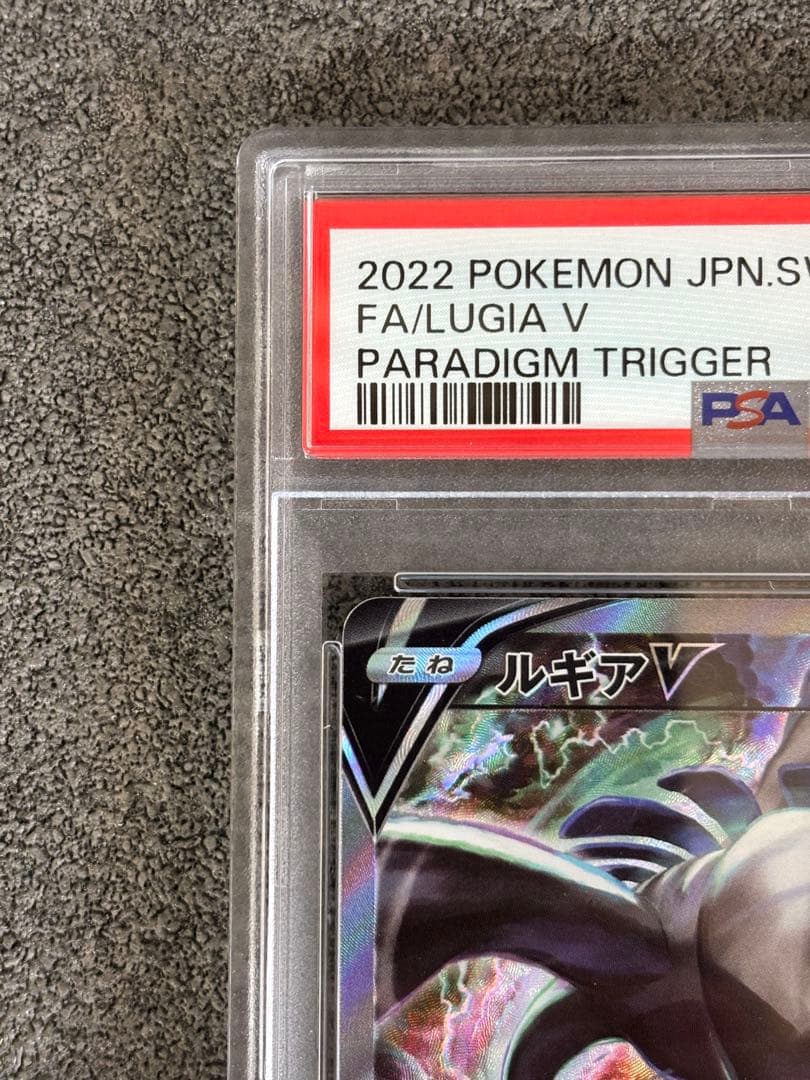 2022 POKEMON JPN.SW
FA/LUGIA V
PARADIGM TRIGGER
PSA
たね ルギアV